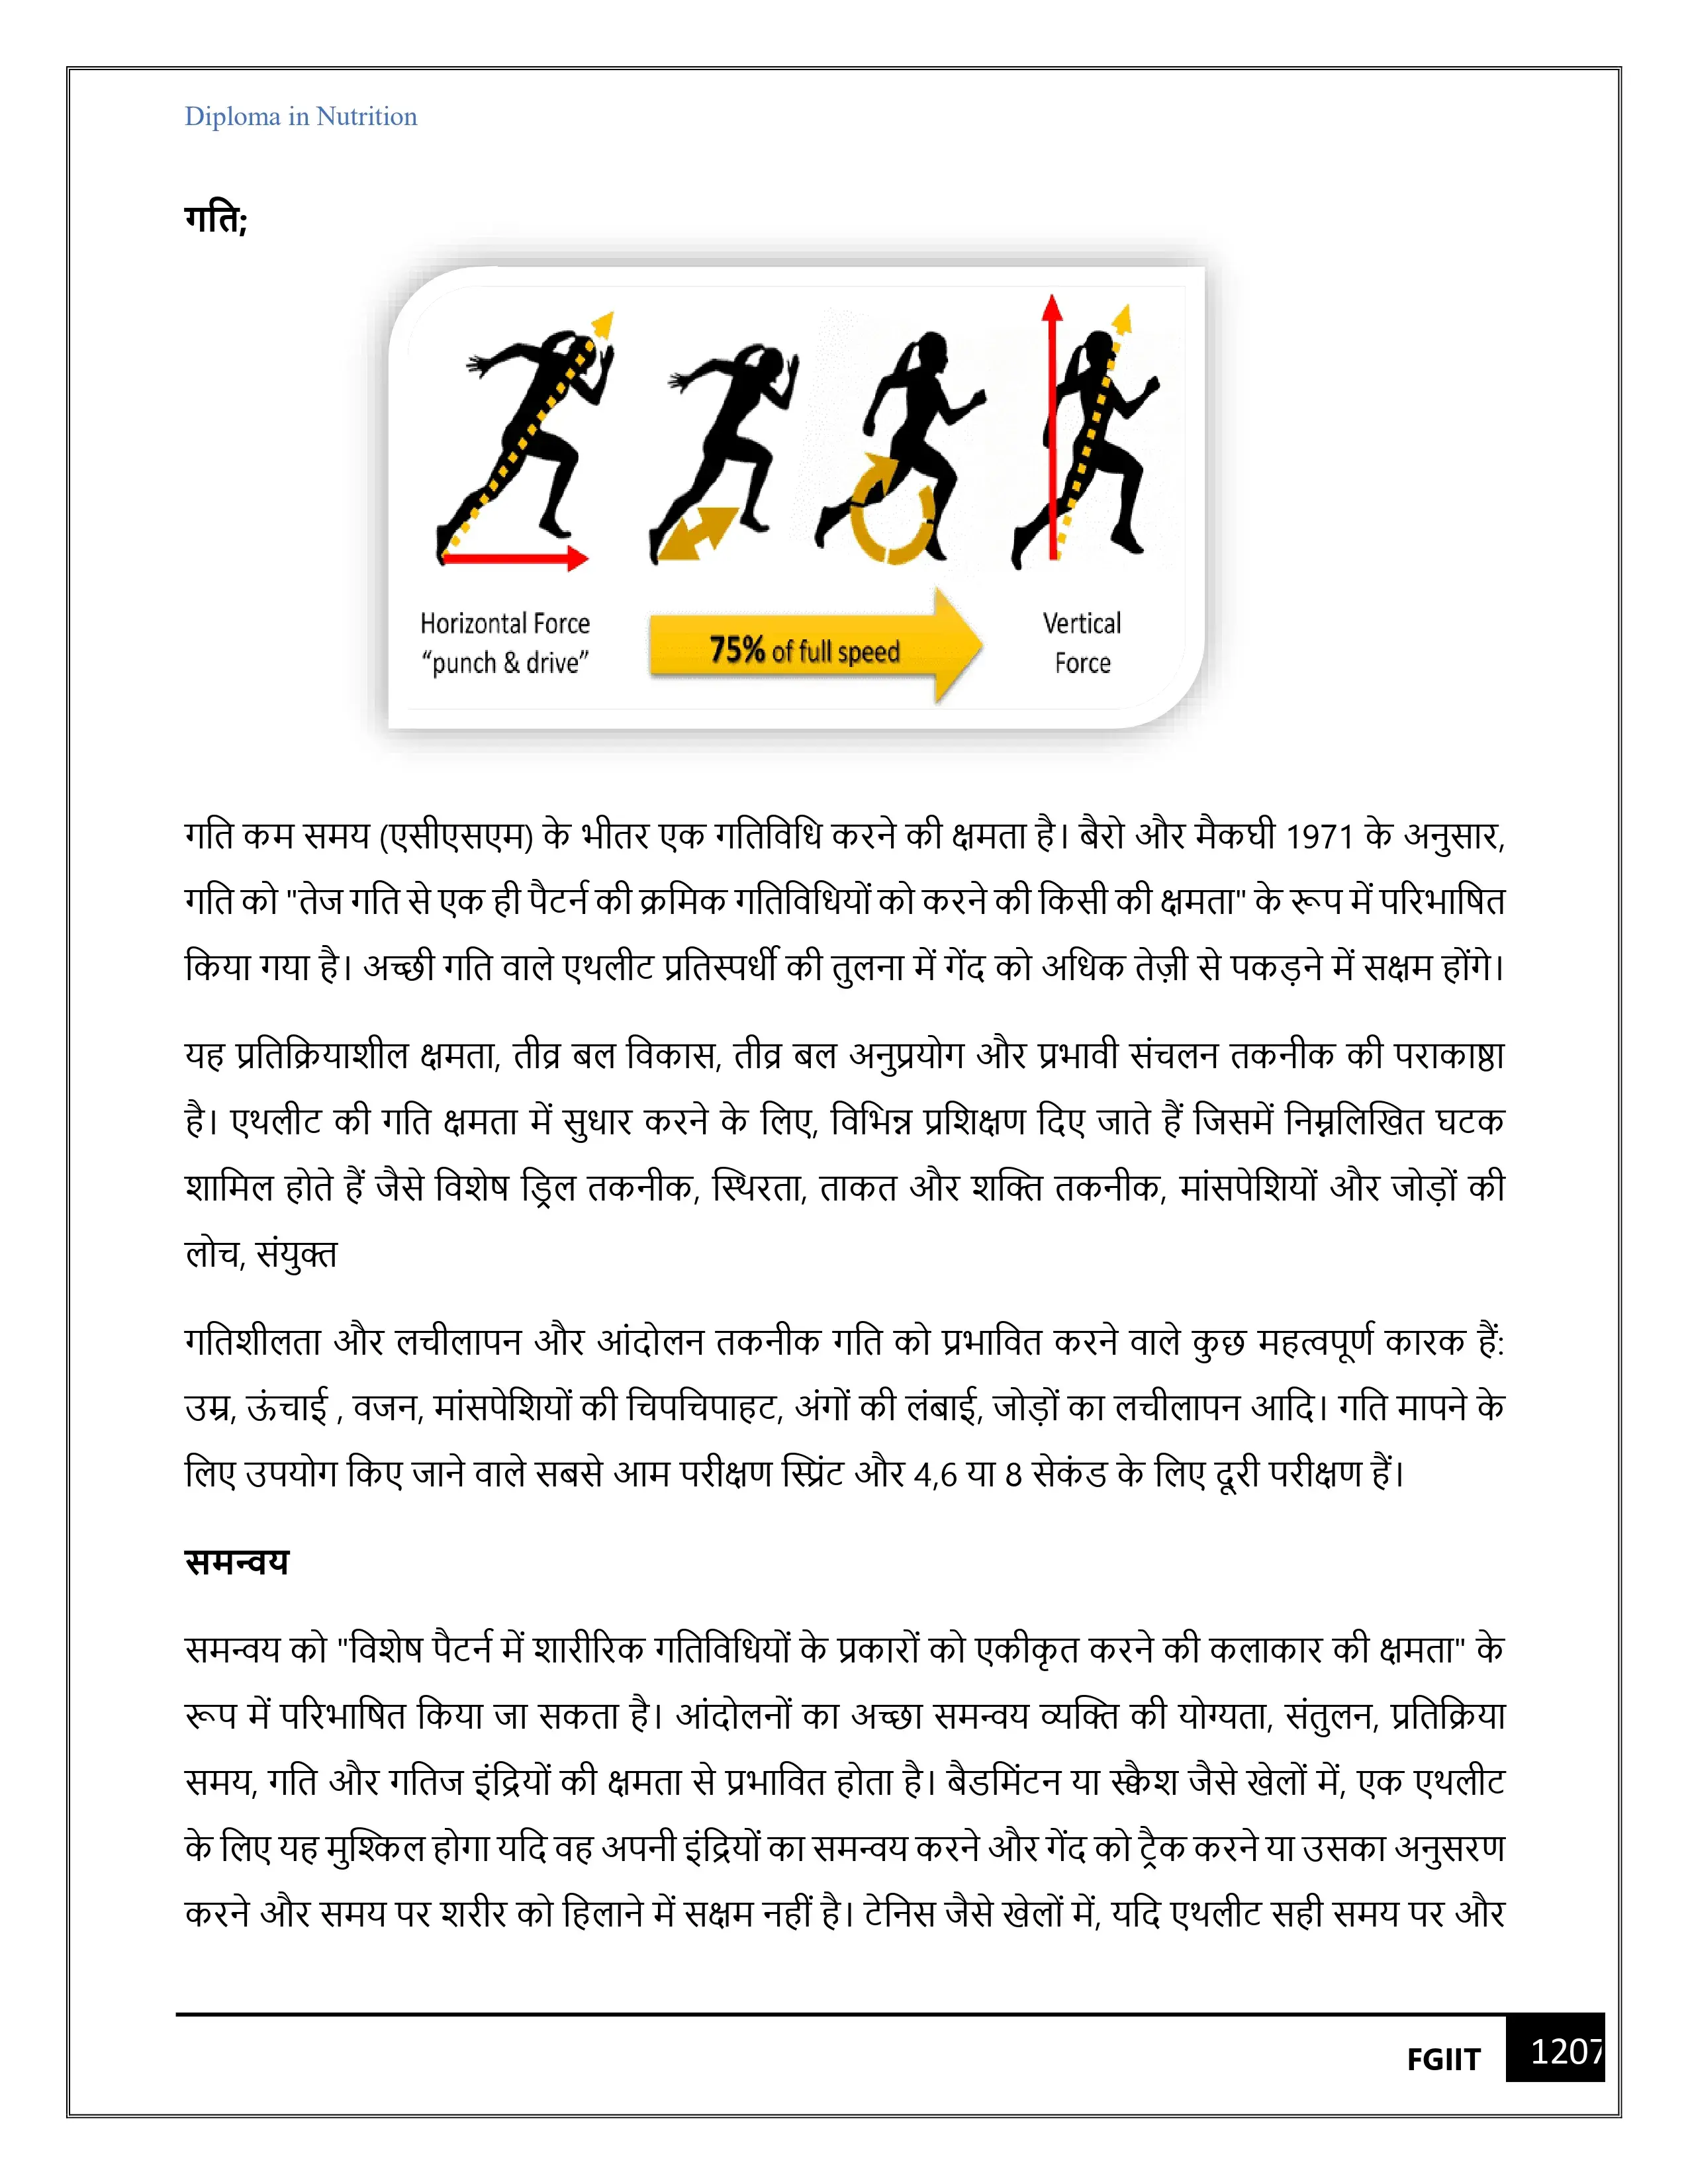 Diploma in Nutrition
गति;
Horizontal Force
“punch & drive”
75% of full speed
Vertical
Force
गति कम समय (एसीएसएम) के भीतर एक गतिविधि करने की क्षमता है। बैरो और मैकघी 1971 के अनुसार,
गति को "तेज गति से एक ही पैटर्न की क्रमिक गतिविधियों को करने की किसी की क्षमता" के रूप में परिभाषित
किया गया है। अच्छी गति वाले एथलीट प्रतिस्पर्धी की तुलना में गेंद को अधिक तेज़ी से पकड़ने में सक्षम होंगे।
यह प्रतिक्रियाशील क्षमता, तीव्र बल विकास, तीव्र बल अनुप्रयोग और प्रभावी संचलन तकनीक की पराकाष्ठा
है। एथलीट की गति क्षमता में सुधार करने के लिए, विभिन्न प्रशिक्षण दिए जाते हैं जिसमें निम्नलिखित घटक
शामिल होते हैं जैसे विशेष ड्रिल तकनीक, स्थिरता, ताकत और शक्ति तकनीक, मांसपेशियों और जोड़ों की
लोच, संयुक्त
गतिशीलता और लचीलापन और आंदोलन तकनीक गति को प्रभावित करने वाले कुछ महत्वपूर्ण कारक हैं:
उम्र, ऊंचाई , वजन, मांसपेशियों की चिपचिपाहट, अंगों की लंबाई, जोड़ों का लचीलापन आदि। गति मापने के
लिए उपयोग किए जाने वाले सबसे आम परीक्षण स्प्रिंट और 4,6 या 8 सेकंड के लिए दूरी परीक्षण हैं।
समन्वय
समन्वय को "विशेष पैटर्न में शारीरिक गतिविधियों के प्रकारों को एकीकृत करने की कलाकार की क्षमता" के
रूप में परिभाषित किया जा सकता है। आंदोलनों का अच्छा समन्वय व्यक्ति की योग्यता, संतुलन, प्रतिक्रिया
समय, गति और गतिज इंद्रियों की क्षमता से प्रभावित होता है। बैडमिंटन या स्क्वैश जैसे खेलों में, एक एथलीट
के लिए यह मुश्किल होगा यदि वह अपनी इंद्रियों का समन्वय करने और गेंद को ट्रैक करने या उसका अनुसरण
करने और समय पर शरीर को हिलाने में सक्षम नहीं है। टेनिस जैसे खेलों में, यदि एथलीट सही समय पर और
FGIIT 1207